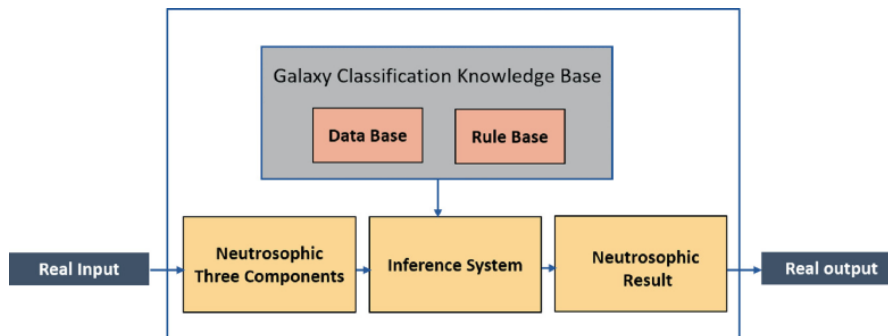 Galaxy Classification Knowledge Base
Data Base
Rule Base
Real Input
Neutrosophic
Three Components
Inference System
Neutrosophic
Result
Real output